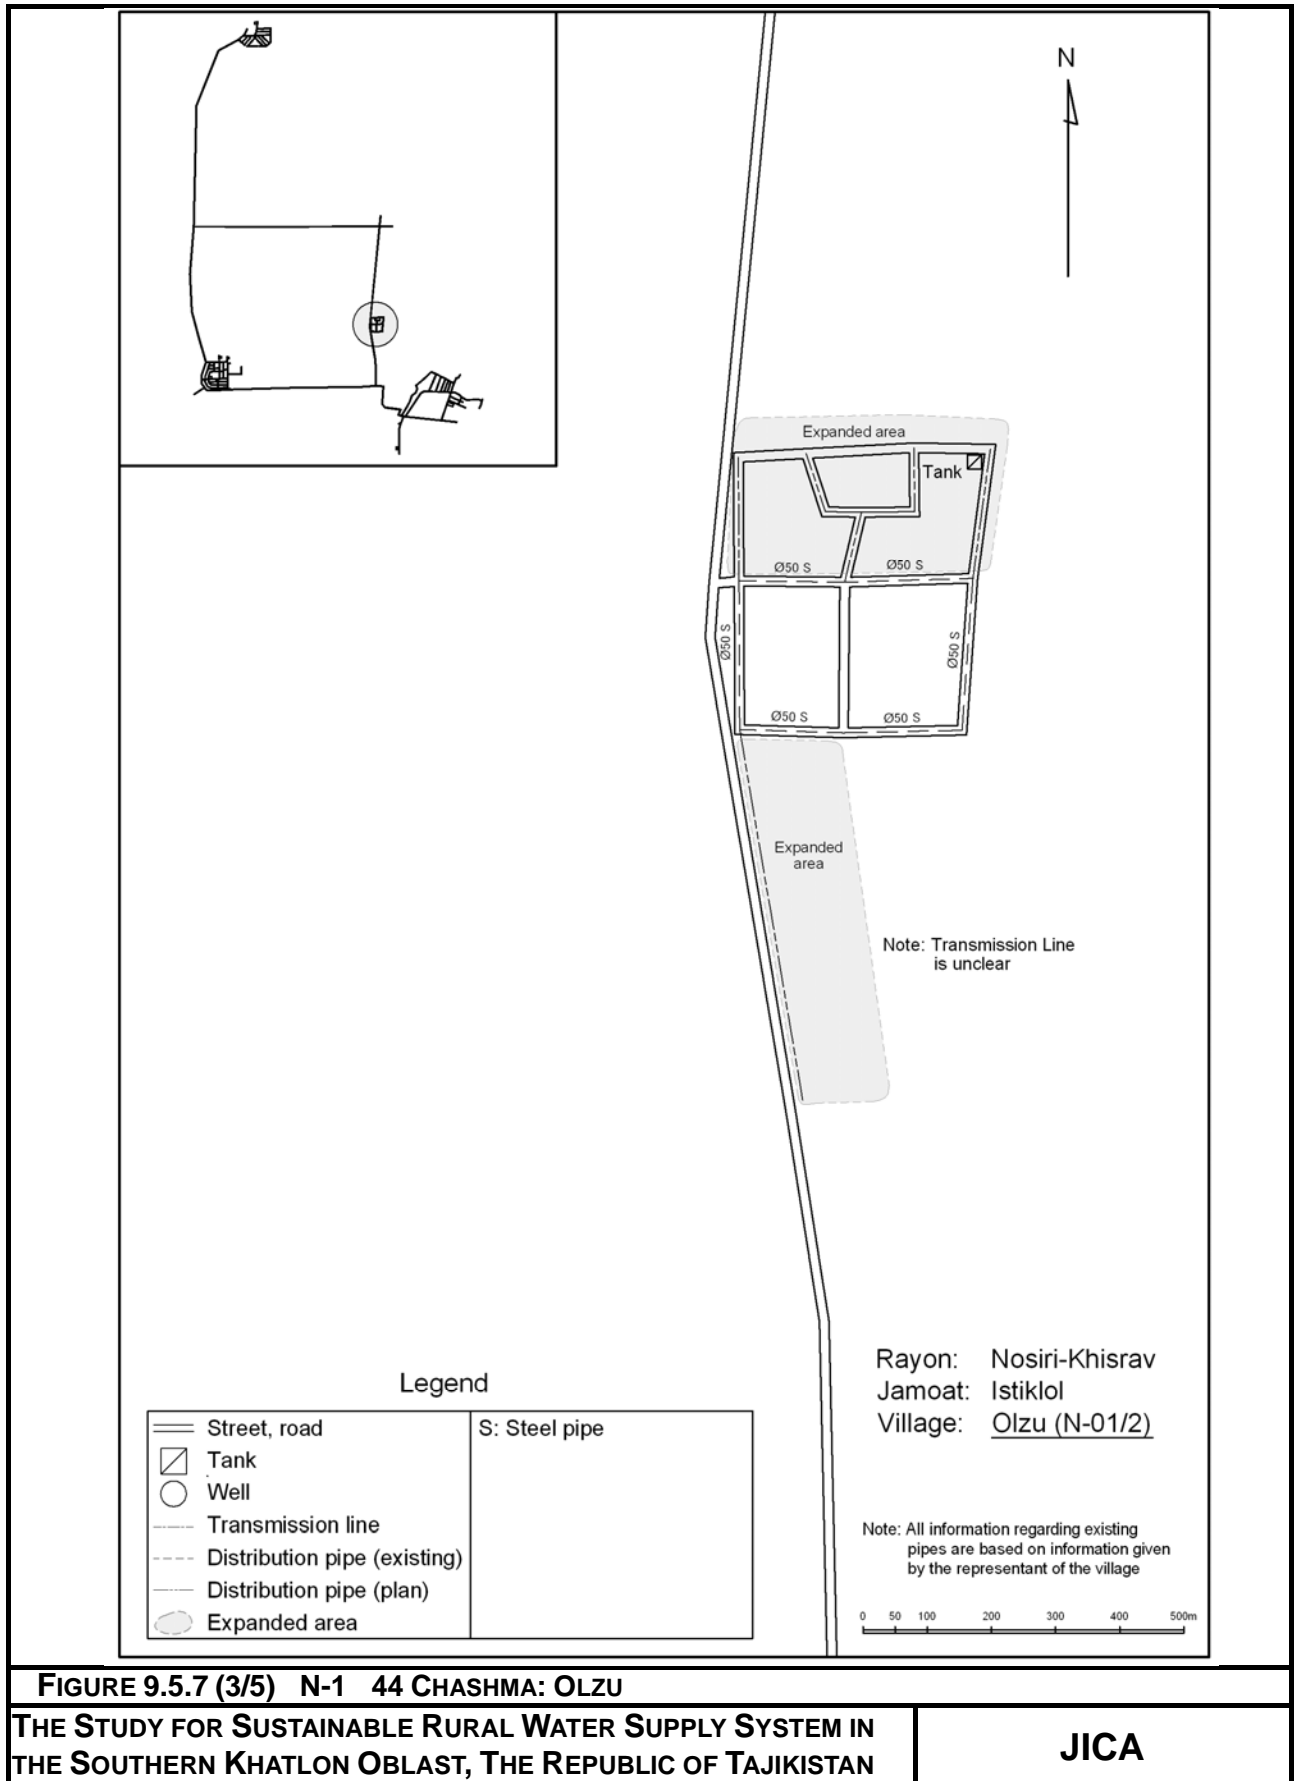 N
Expanded area
Tank
Ø50 S
Ø50 S
Ø50 S
Ø50 S
Ø50 S
Ø50 S
Expanded
area
Note: Transmission Line
is unclear
Rayon: Nosiri-Khisrav
Jamoat: Istiklol
Village: Olzu (N-01/2)
Legend
Street, road
Tank
Well
Transmission line
Distribution pipe (existing)
Distribution pipe (plan)
Expanded area
S: Steel pipe
Note: All information regarding existing
pipes are based on information given
by the representant of the village
0 50 100 200 300 400 500m
FIGURE 9.5.7 (3/5) N-1 44 CHASHMA: OLZU
THE STUDY FOR SUSTAINABLE RURAL WATER SUPPLY SYSTEM IN
THE SOUTHERN KHATLON OBLAST, THE REPUBLIC OF TAJIKISTAN
JICA